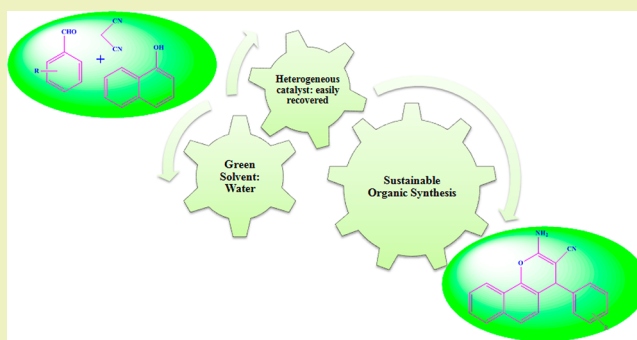 CHO
CN
CN
R
+
OH
Heterogeneous
catalyst: easily
recovered
Green
Solvent:
Water
Sustainable
Organic Synthesis
NH2
CN
O